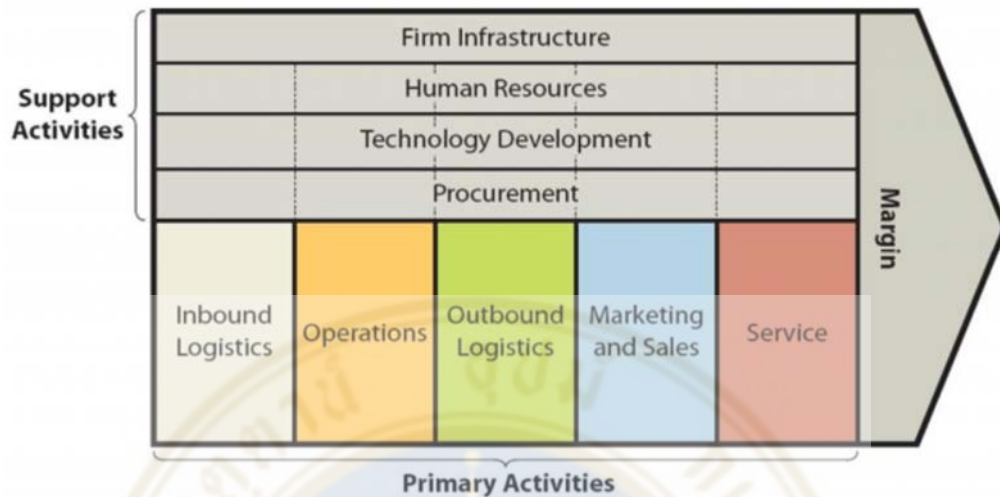 Firm Infrastructure
Human Resources
Support
Activities
Technology Development
Procurement
Margin
Inbound
Logistics
Operations
Outbound
Logistics
Marketing
and Sales
Service
Primary Activities